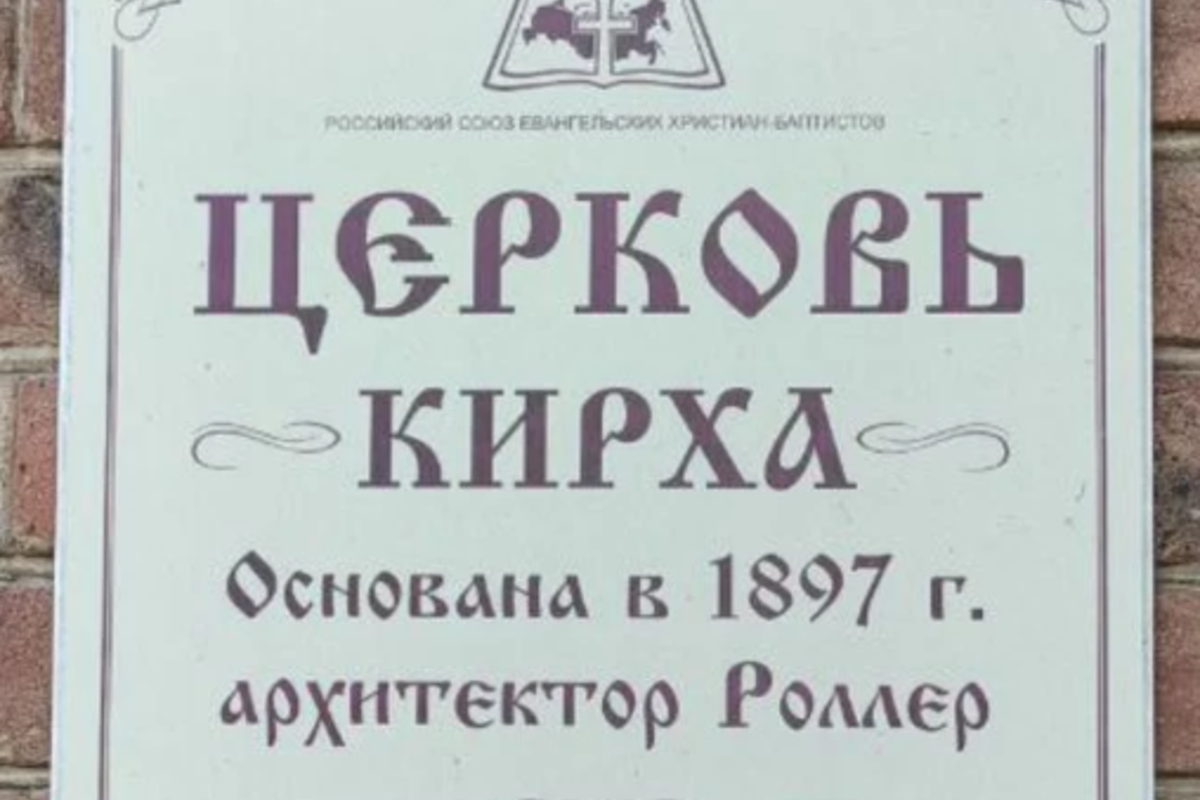 РОССИЙСКИЙ СОЮЗ ЕВАНГЕЛЬСКИХ ХРИСТИАН-БАПТИСТОВ
ЦЕРКОВЬ
КИРХА
Основана в 1897 г.
архитектор Роллер